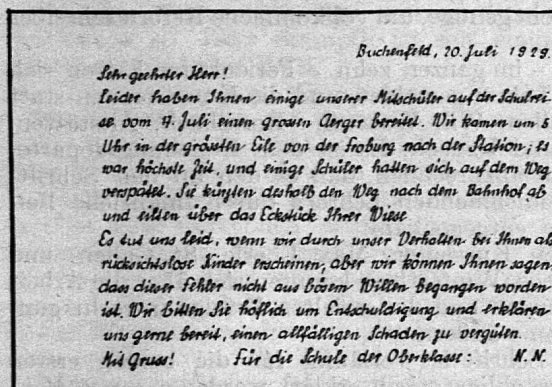 Buchenfeld, 20. Juli 1929.
Sehr geehrter Herr!
Leider haben Ihnen einige unserer Mitschüler auf der Schulrei-
se vom 4. Juli einen grossen Aerger bereitet. Wir kamen um 5
Uhr in der grössten Eile von der Froburg nach der Station; es
war höchste Zeit, und einige Schüler hatten sich auf dem Weg
verspätet. Sie kürzten deshalb den Weg nach dem Bahnhof ab
und eilten über das Eckstück Ihrer Wiese.
Es tut uns leid, wenn wir durch unser Verhalten bei Ihnen als
rücksichtslose Kinder erscheinen, aber wir können Ihnen sagen,
dass dieser Fehler nicht aus bösem Willen begangen worden
ist. Wir bitten Sie höflich um Entschuldigung und erklären
uns gerne bereit, einen allfälligen Schaden zu vergüten.
Mit Gruss! Für die Schule der Oberklasse: N. N.